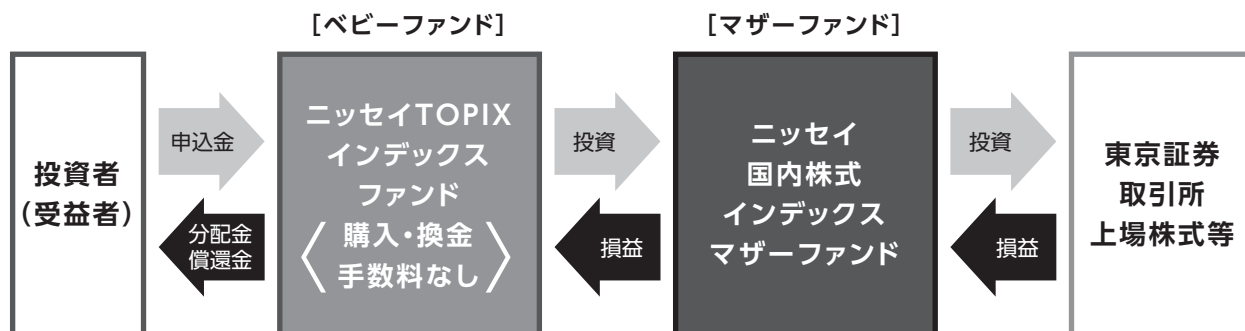 [ベビーファンド]
[マザーファンド]
投資者
(受益者)
申込金
分配金
償還金
ニッセイTOPIX
インデックス
ファンド
〈購入・換金
手数料なし〉
投資
損益
ニッセイ
国内株式
インデックス
マザーファンド
投資
損益
東京証券
取引所
上場株式等